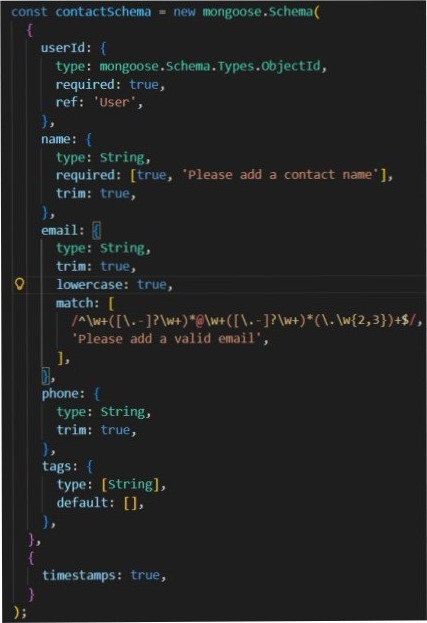 const contactSchema = new mongoose.Schema(
  {
    userId: {
      type: mongoose.Schema.Types.ObjectId,
      required: true,
      ref: 'User',
    },
    name: {
      type: String,
      required: [true, 'Please add a contact name'],
      trim: true,
    },
    email: {
      type: String,
      trim: true,
      lowercase: true,
      match: [
        /^\w+([\.-]?\w+)*@\w+([\.-]?\w+)*(\.\w{2,3})+$/,
        'Please add a valid email',
      ],
    },
    phone: {
      type: String,
      trim: true,
    },
    tags: {
      type: [String],
      default: [],
    },
  },
  {
    timestamps: true,
  }
);